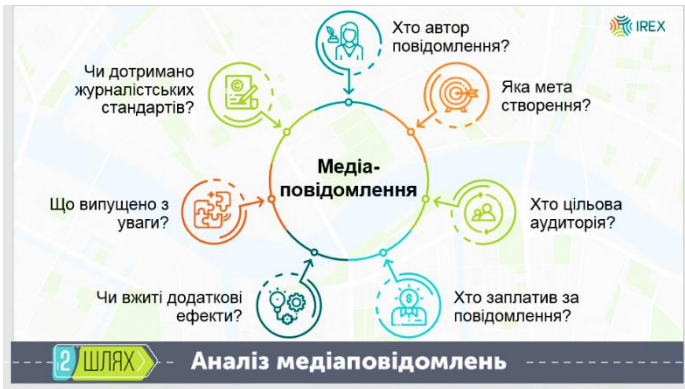 Хто автор
повідомлення?
IREX
Чи дотримано
журналістських
стандартів?
Яка мета
створення?
Медіа-
повідомлення
Що випущено з
уваги?
Хто цільова
аудиторія?
Чи вжиті додаткові
ефекти?
Хто заплатив за
повідомлення?
2 ШЛЯХ
Аналіз медіаповідомлень